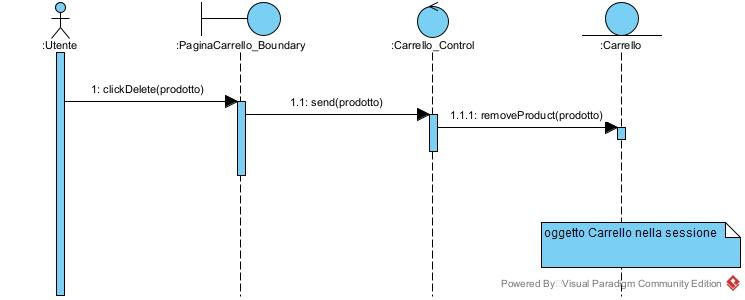 :Utente
:PaginaCarrello_Boundary
:Carrello_Control
:Carrello
1: clickDelete(prodotto)
1.1: send(prodotto)
1.1.1: removeProduct(prodotto)
oggetto Carrello nella sessione
Powered By Visual Paradigm Community Edition